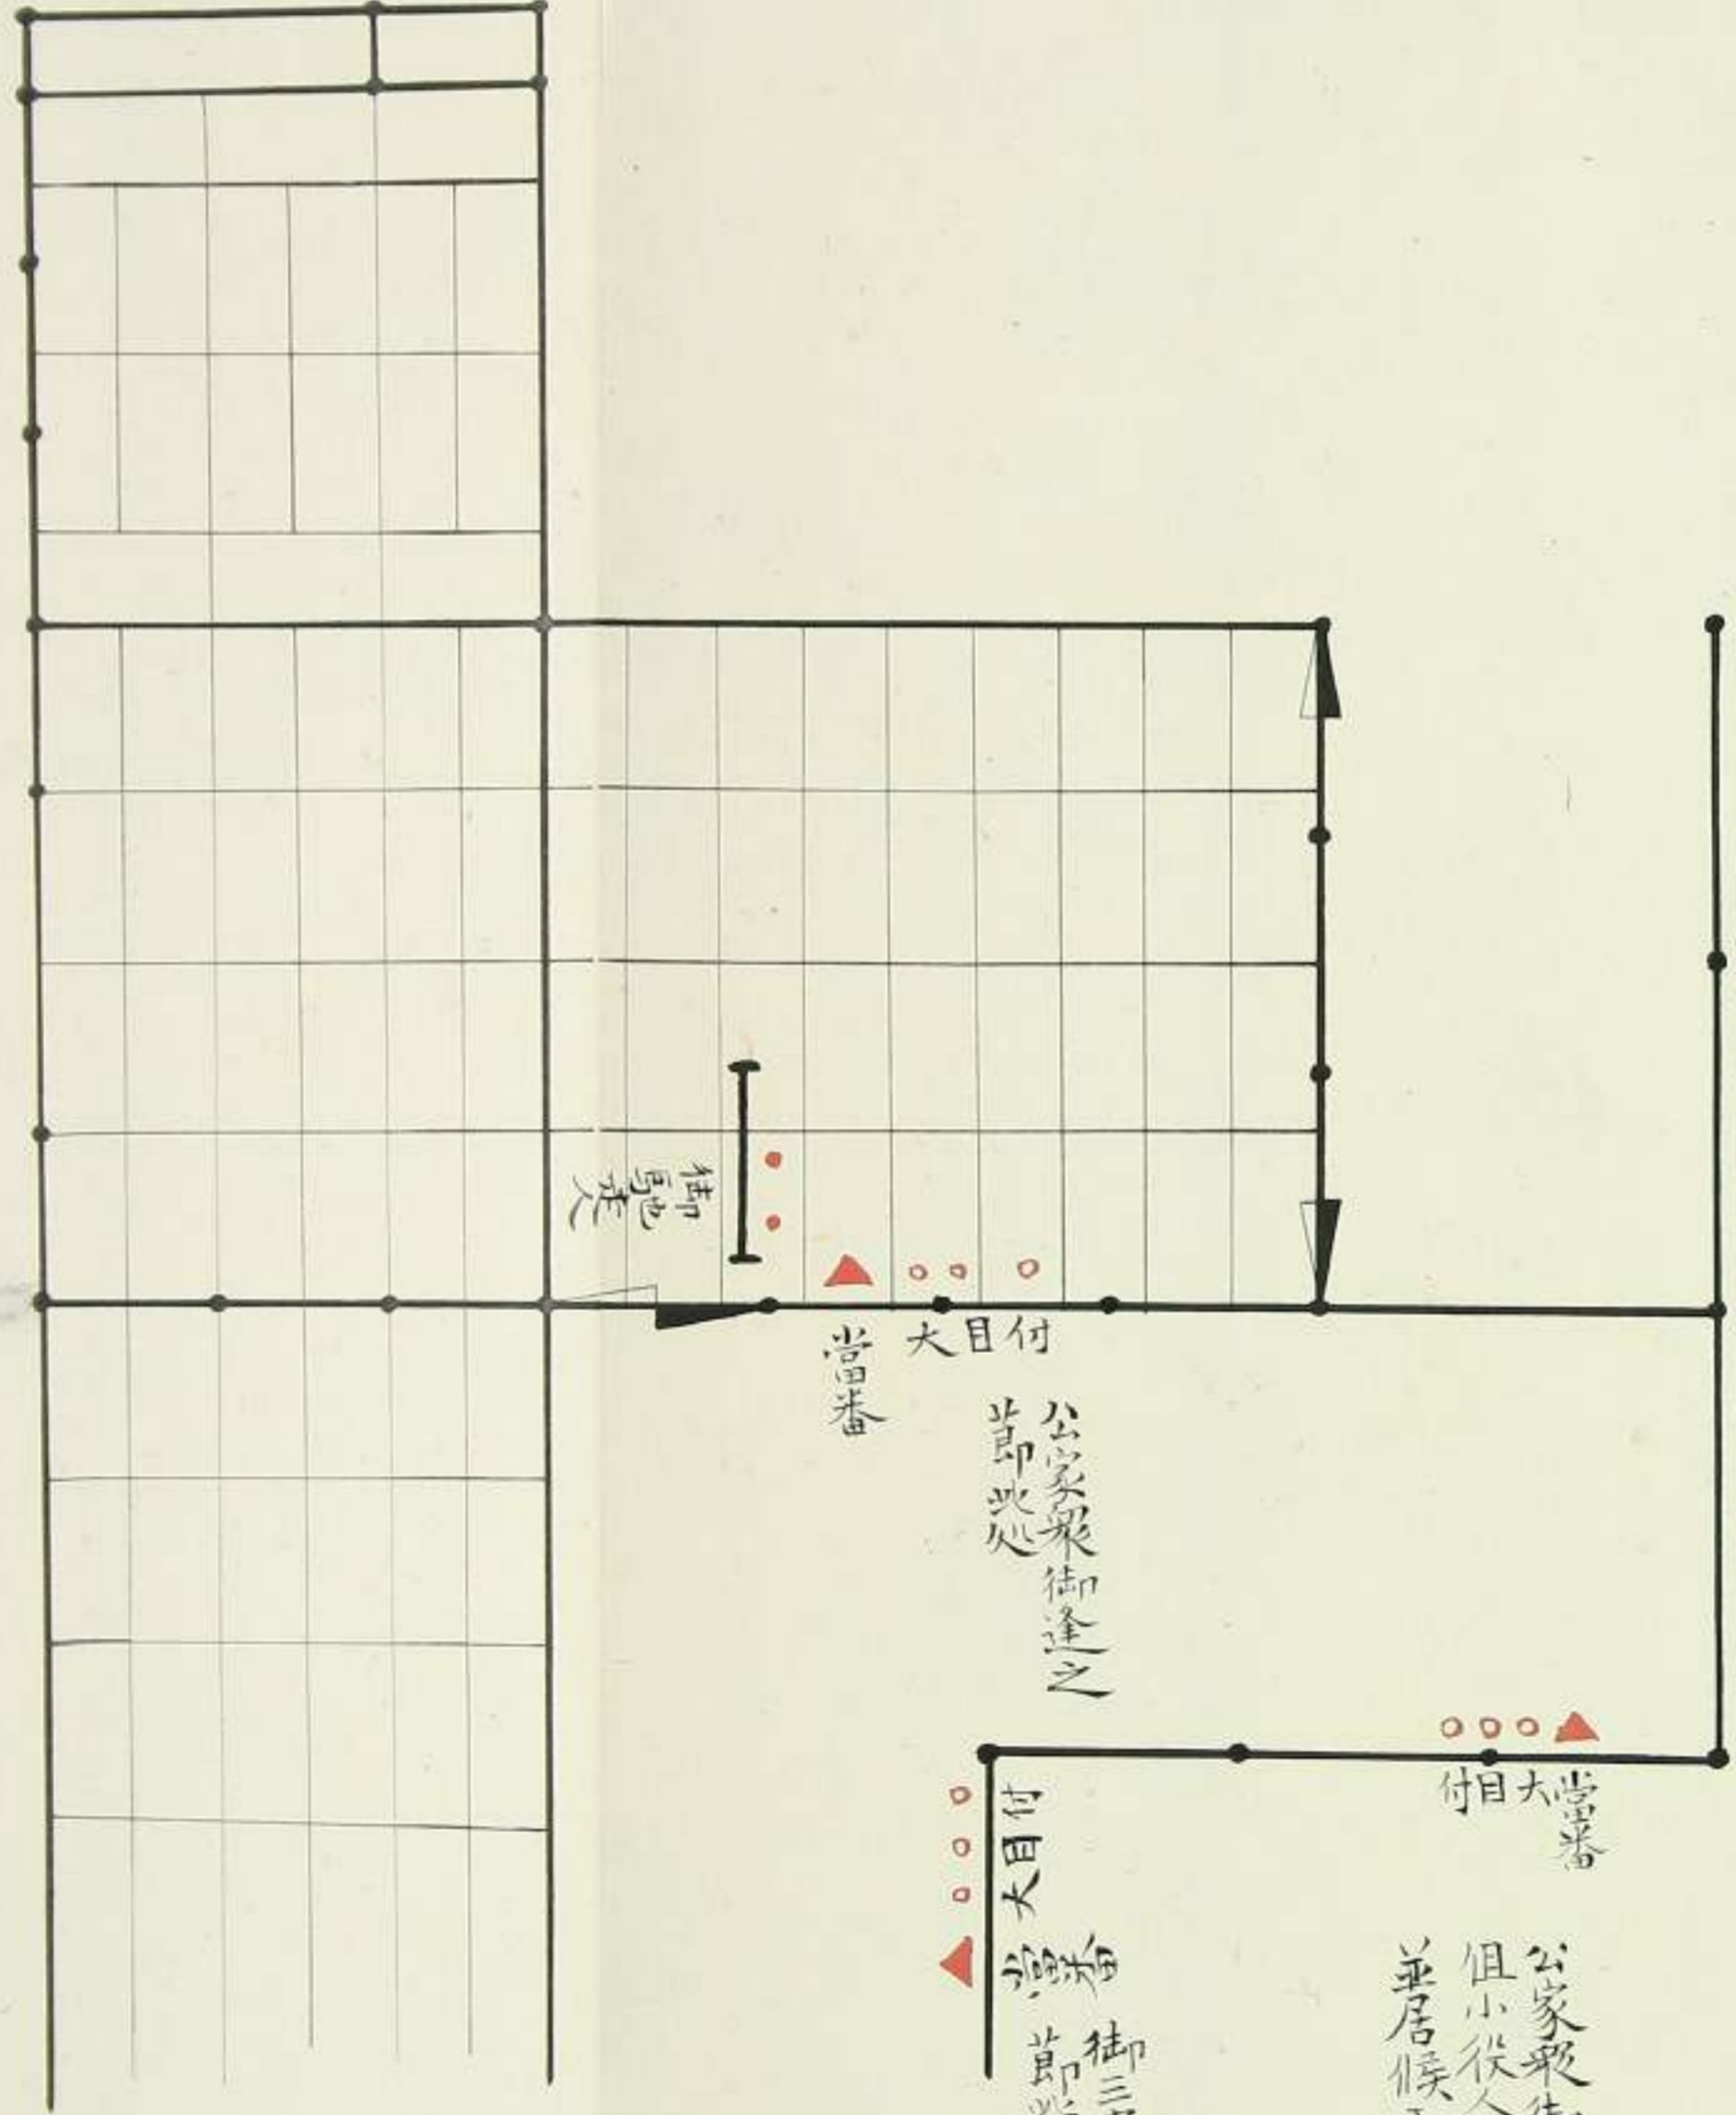 御
馳
走人
當番
大目付
公家衆御逢之
節此処
當番
大目付
大目付
當番
御三
節此
公家衆御
但小役人
並居候